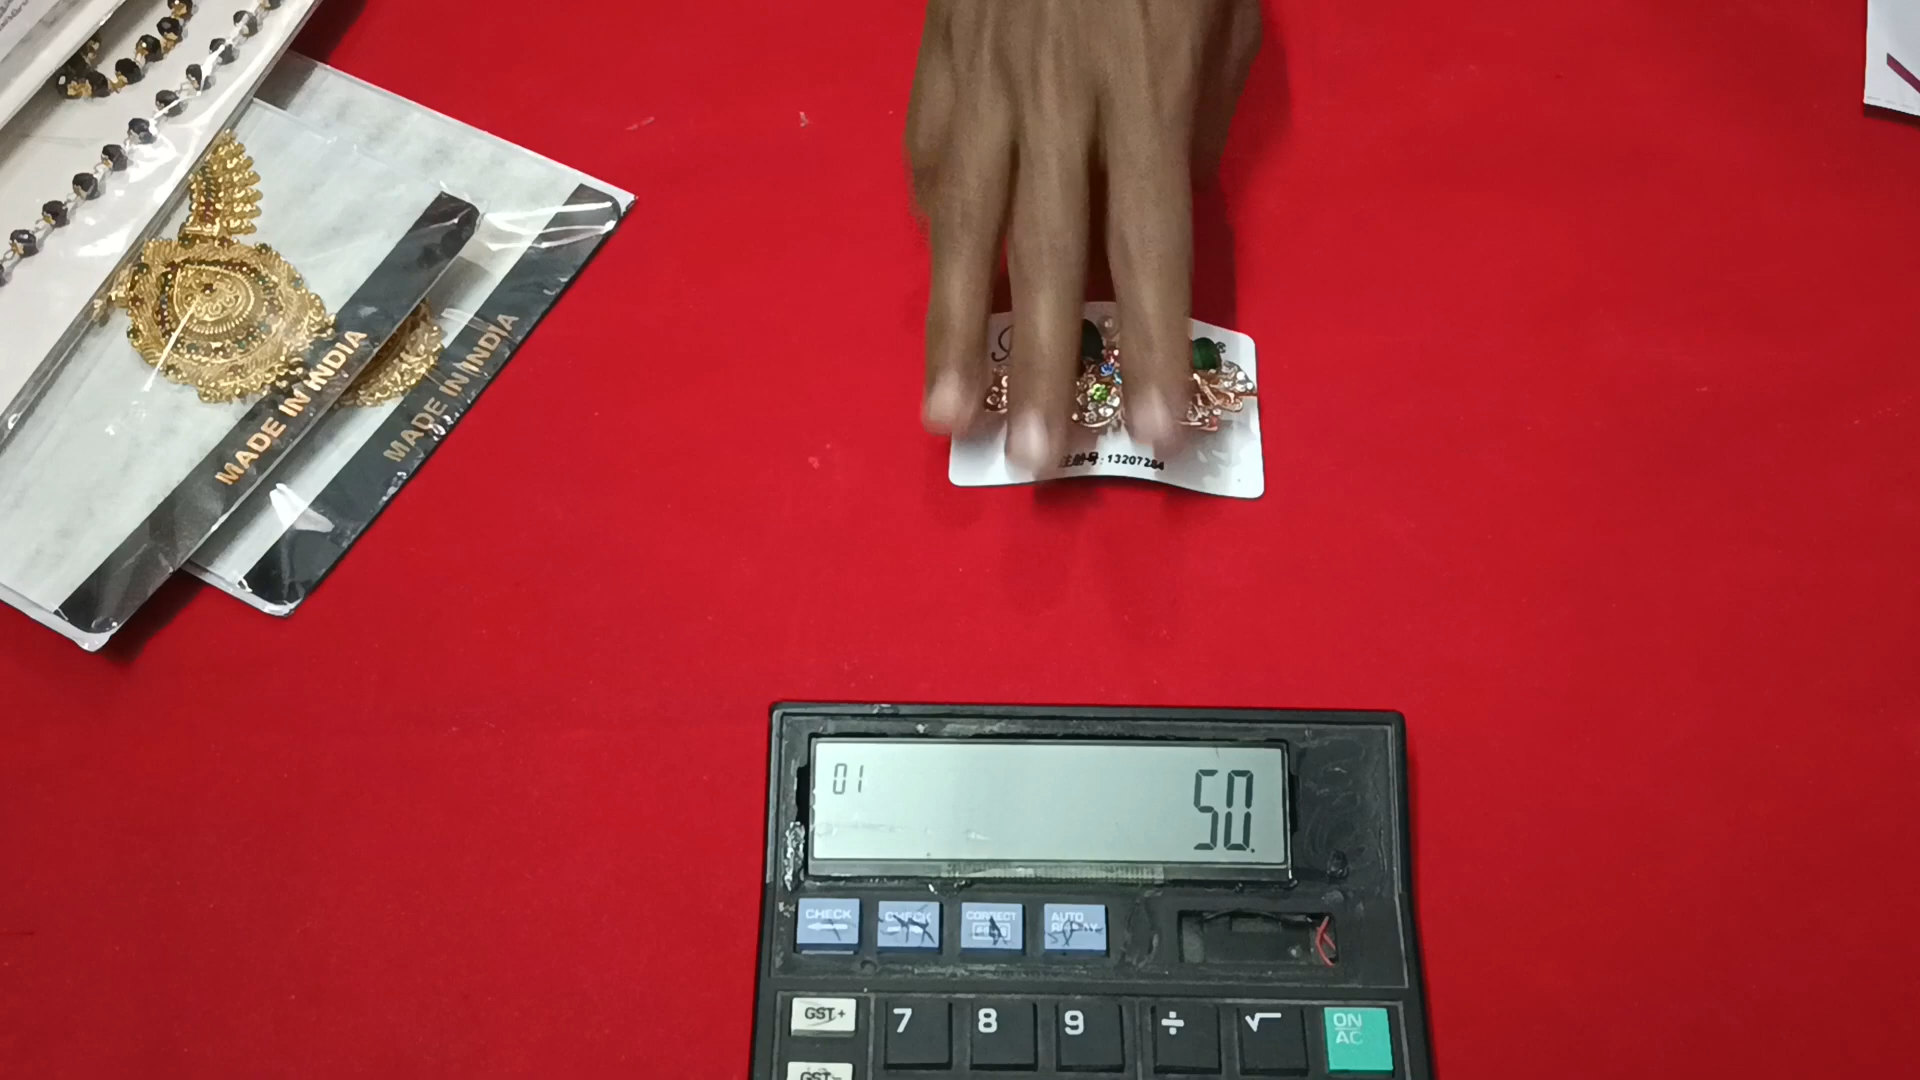 MADE IN INDIA
MADE IN INDIA
注册号:13207284
01
50.
CHECK
CHECK
CORRECT
AUTO
REPLAY
GST+
7
8
9
÷
√
ON
AC
GST-